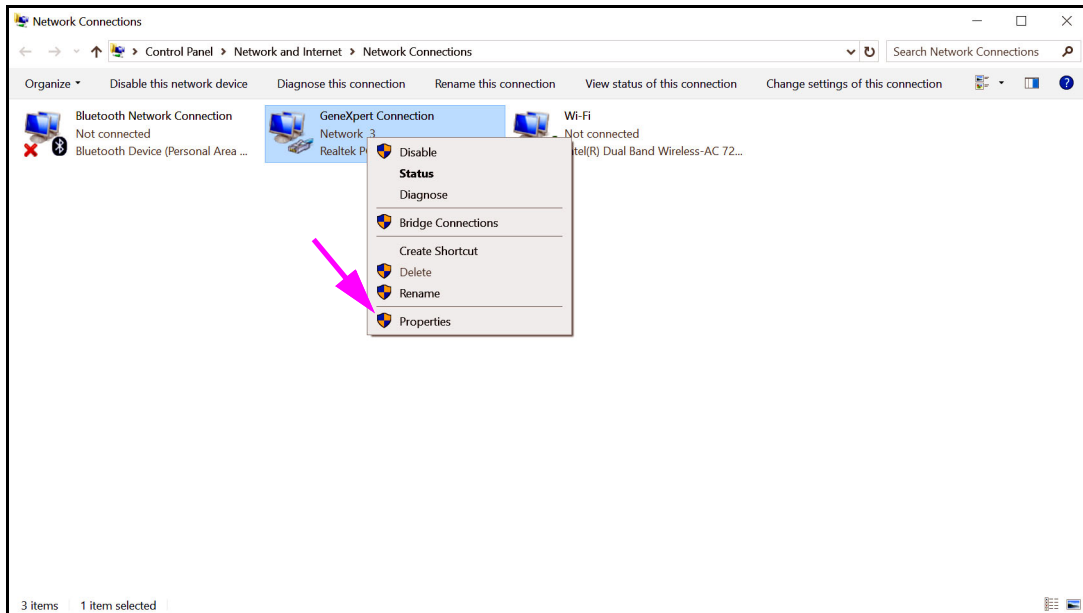 Network Connections
Control Panel > Network and Internet > Network Connections
Search Network Connections
Organize Disable this network device Diagnose this connection Rename this connection View status of this connection Change settings of this connection
Bluetooth Network Connection
Not connected
Bluetooth Device (Personal Area ...
GeneXpert Connection
Network 3
Realtek P
Wi-Fi
Not connected
tel(R) Dual Band Wireless-AC 72...
Disable
Status
Diagnose
Bridge Connections
Create Shortcut
Delete
Rename
Properties
3 items 1 item selected